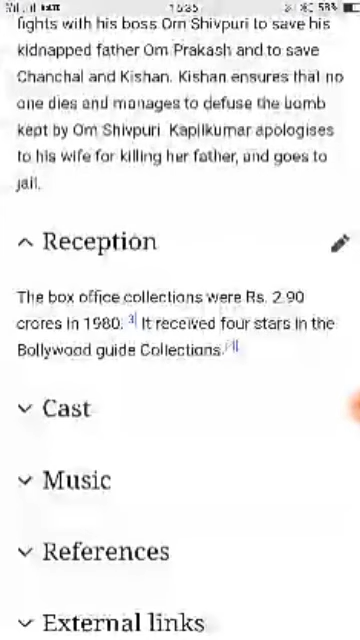 15:35
58%
fights with his boss Om Shivpuri to save his
kidnapped father Om Prakash and to save
Chanchal and Kishan. Kishan ensures that no
one dies and manages to defuse the bomb
kept by Om Shivpuri. Kapilkumar apologises
to his wife for killing her father, and goes to
jail.
Reception
The box office collections were Rs. 2.90
crores in 1980. It received four stars in the
Bollywood guide Collections.
Cast
Music
References
External links